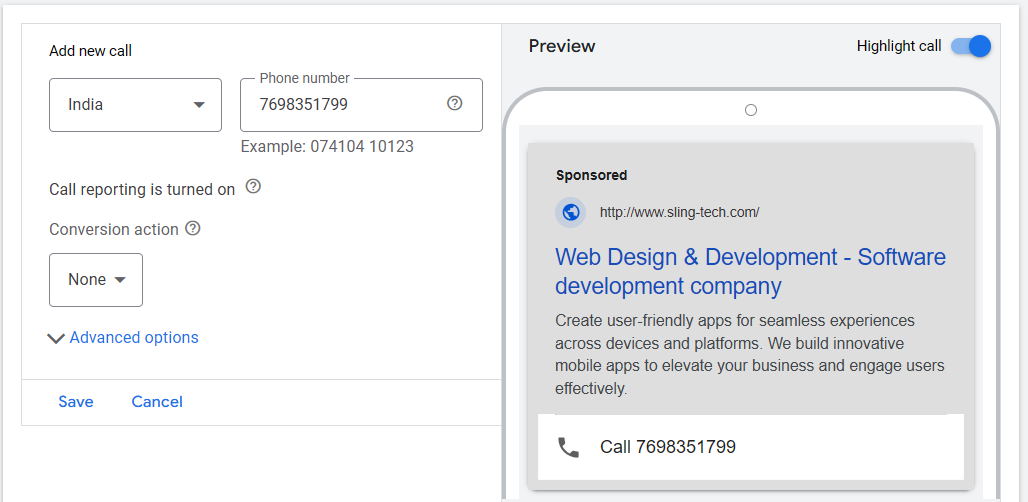 Add new call
India
Phone number
7698351799
Example: 074104 10123
Call reporting is turned on
Conversion action
None
Advanced options
Save
Cancel
Preview
Highlight call
Sponsored
http://www.sling-tech.com/
Web Design & Development - Software
development company
Create user-friendly apps for seamless experiences
across devices and platforms. We build innovative
mobile apps to elevate your business and engage users
effectively.
Call 7698351799